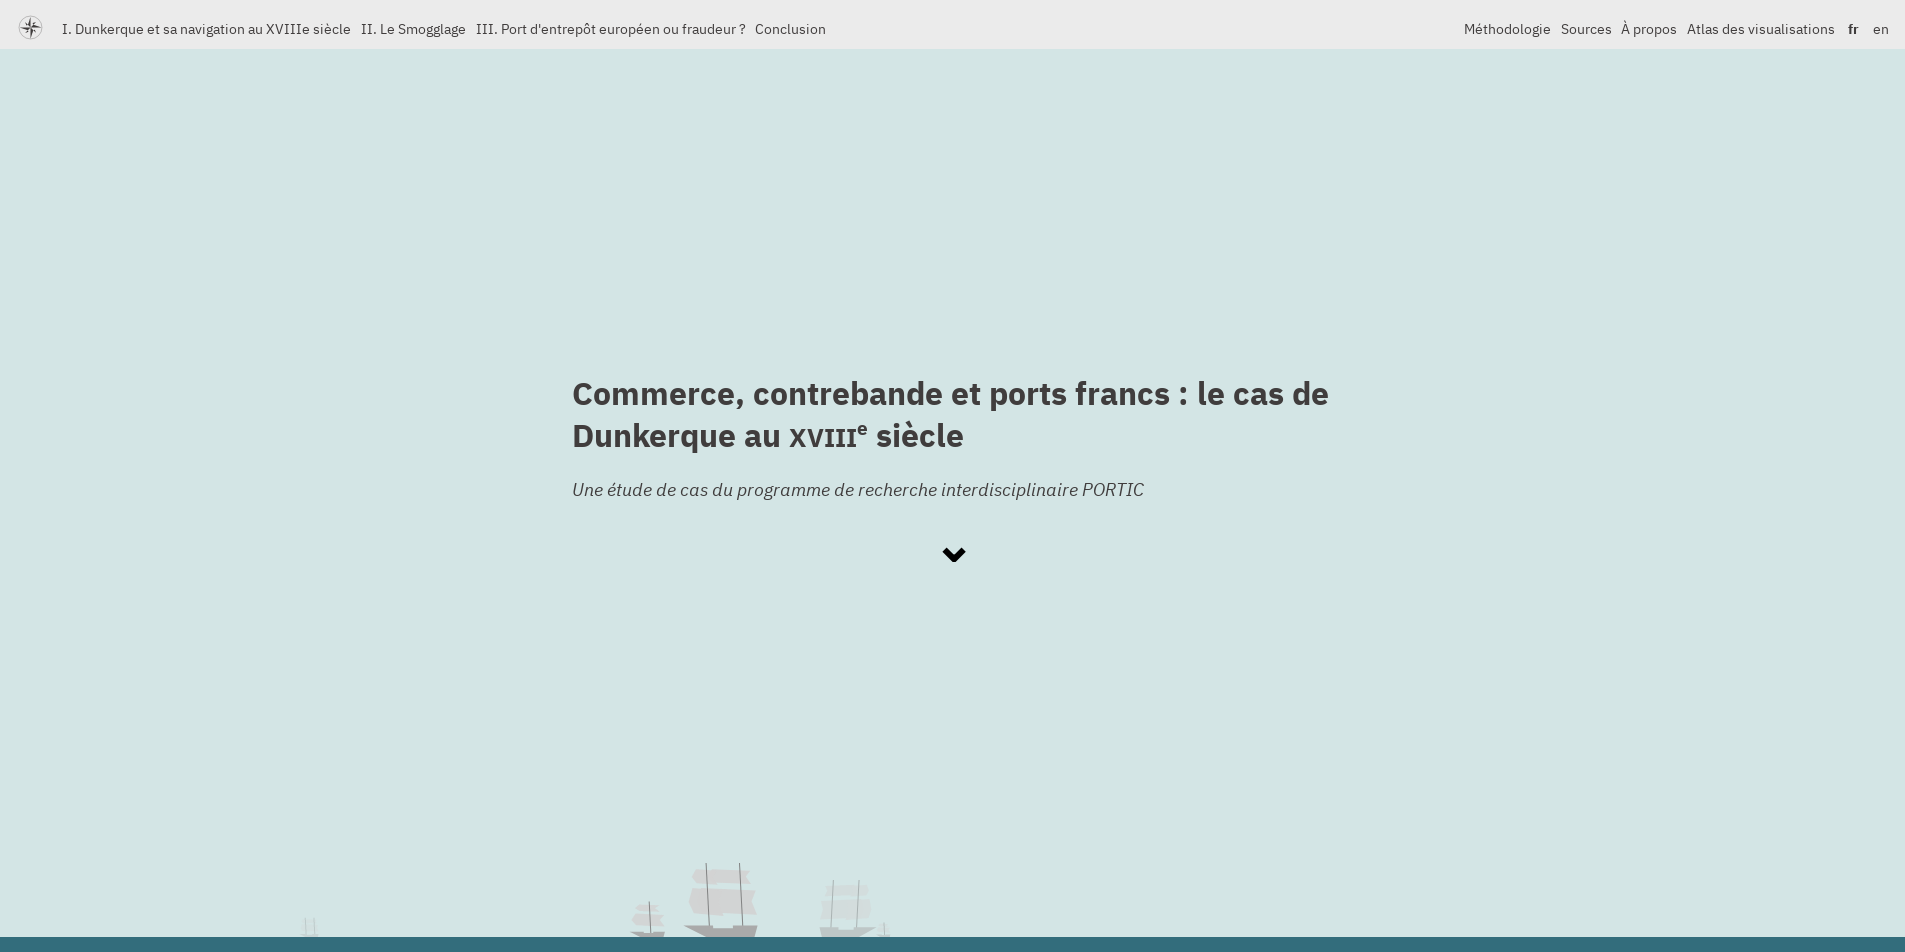 I. Dunkerque et sa navigation au XVIIIe siècle II. Le Smogglage III. Port d'entrepôt européen ou fraudeur ? Conclusion Méthodologie Sources À propos Atlas des visualisations fr en
Commerce, contrebande et ports francs : le cas de
Dunkerque au XVIIIe siècle
Une étude de cas du programme de recherche interdisciplinaire PORTIC